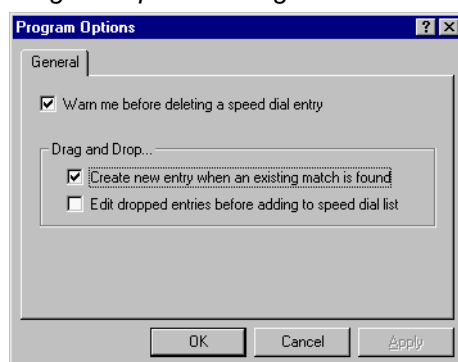 Program Options
General
Warn me before deleting a speed dial entry
Drag and Drop...
Create new entry when an existing match is found
Edit dropped entries before adding to speed dial list
OK Cancel Apply